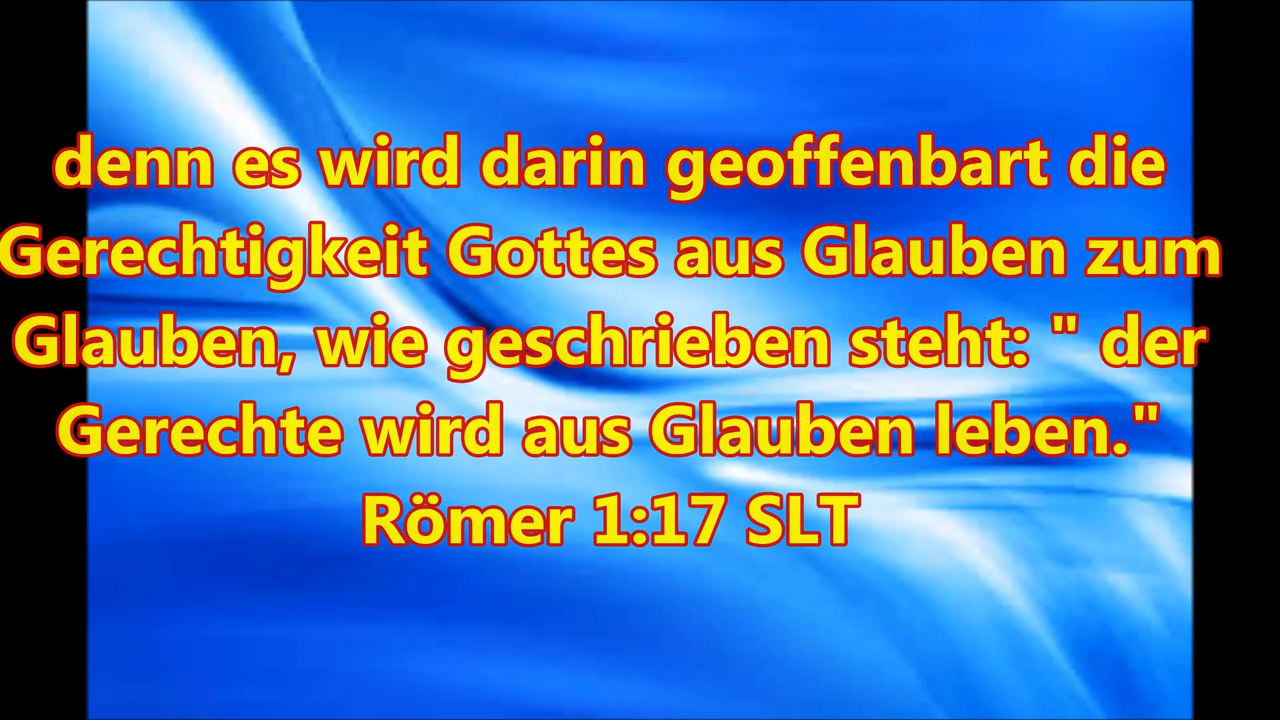 denn es wird darin geoffenbart die
Gerechtigkeit Gottes aus Glauben zum
Glauben, wie geschrieben steht: " der
Gerechte wird aus Glauben leben."
Römer 1:17 SLT